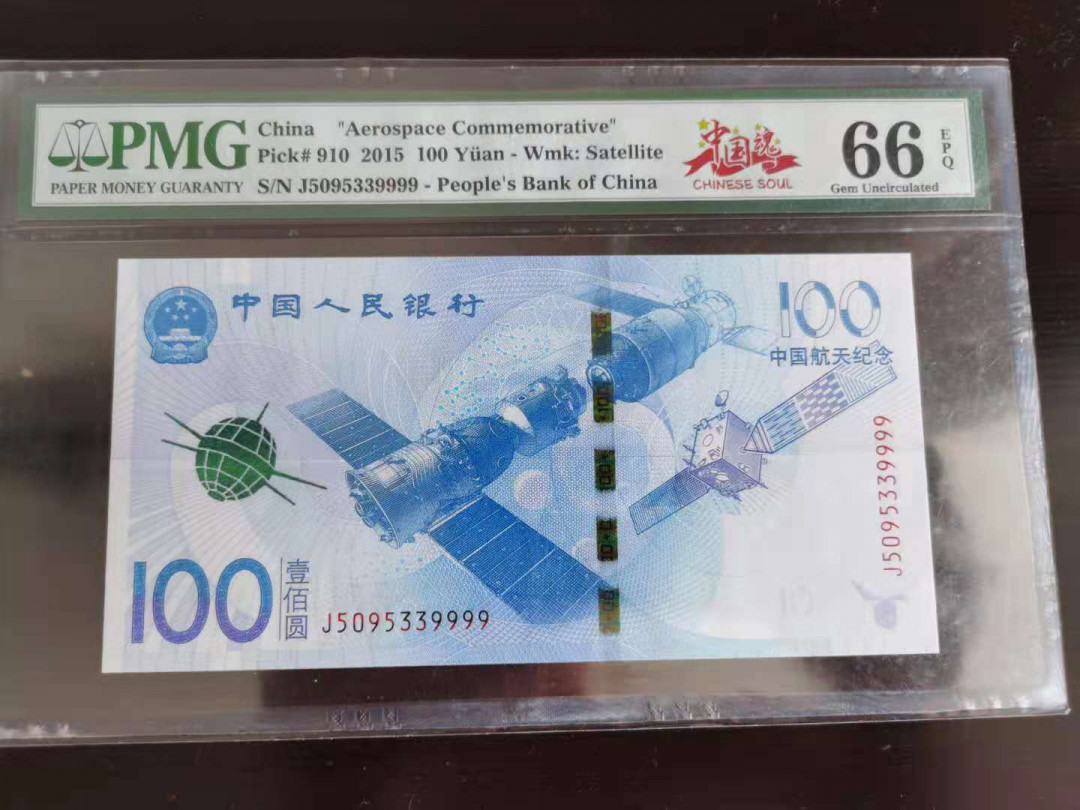 PMG
PAPER MONEY GUARANTY
China "Aerospace Commemorative"
Pick# 910 2015 100 Yüan - Wmk: Satellite
S/N J5095339999 - People's Bank of China
中国魂
CHINESE SOUL
66
EPQ
Gem Uncirculated
中国人民银行
100
中国航天纪念
J5095339999
100
壹佰圆
J5095339999